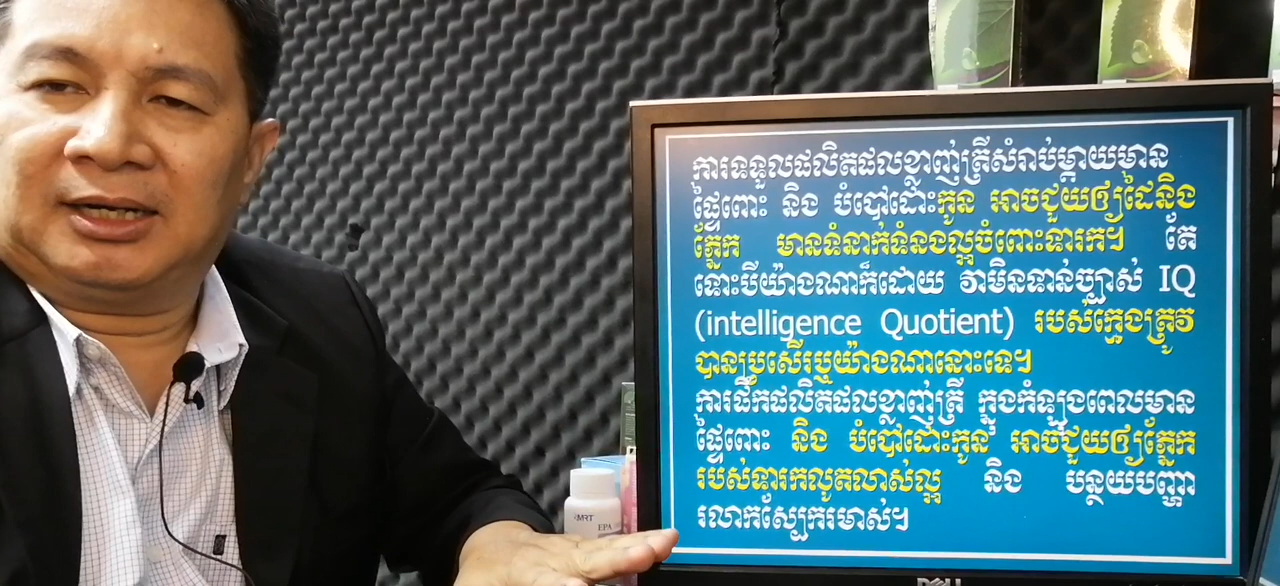 ការទទួលផលិតផលខ្លាញ់ត្រីសំរាប់ម្តាយមាន
ផ្ទៃពោះ និង បំបៅដោះកូន អាចជួយឲ្យដៃនិង
ភ្នែក មានទំនាក់ទំនងល្អចំពោះទារក។ តែ
ទោះបីយ៉ាងណាក៏ដោយ វាមិនទាន់ច្បាស់ IQ
(intelligence Quotient) របស់ក្មេងត្រូវ
បានប្រសើរឬយ៉ាងណានោះទេ។
ការផឹកផលិតផលខ្លាញ់ត្រី ក្នុងកំឡុងពេលមាន
ផ្ទៃពោះ និង បំបៅដោះកូន អាចជួយឲ្យភ្នែក
របស់ទារកលូតលាស់ល្អ និង បន្ថយបញ្ហា
រលាកស្បែករមាស់។
MRT
EPA